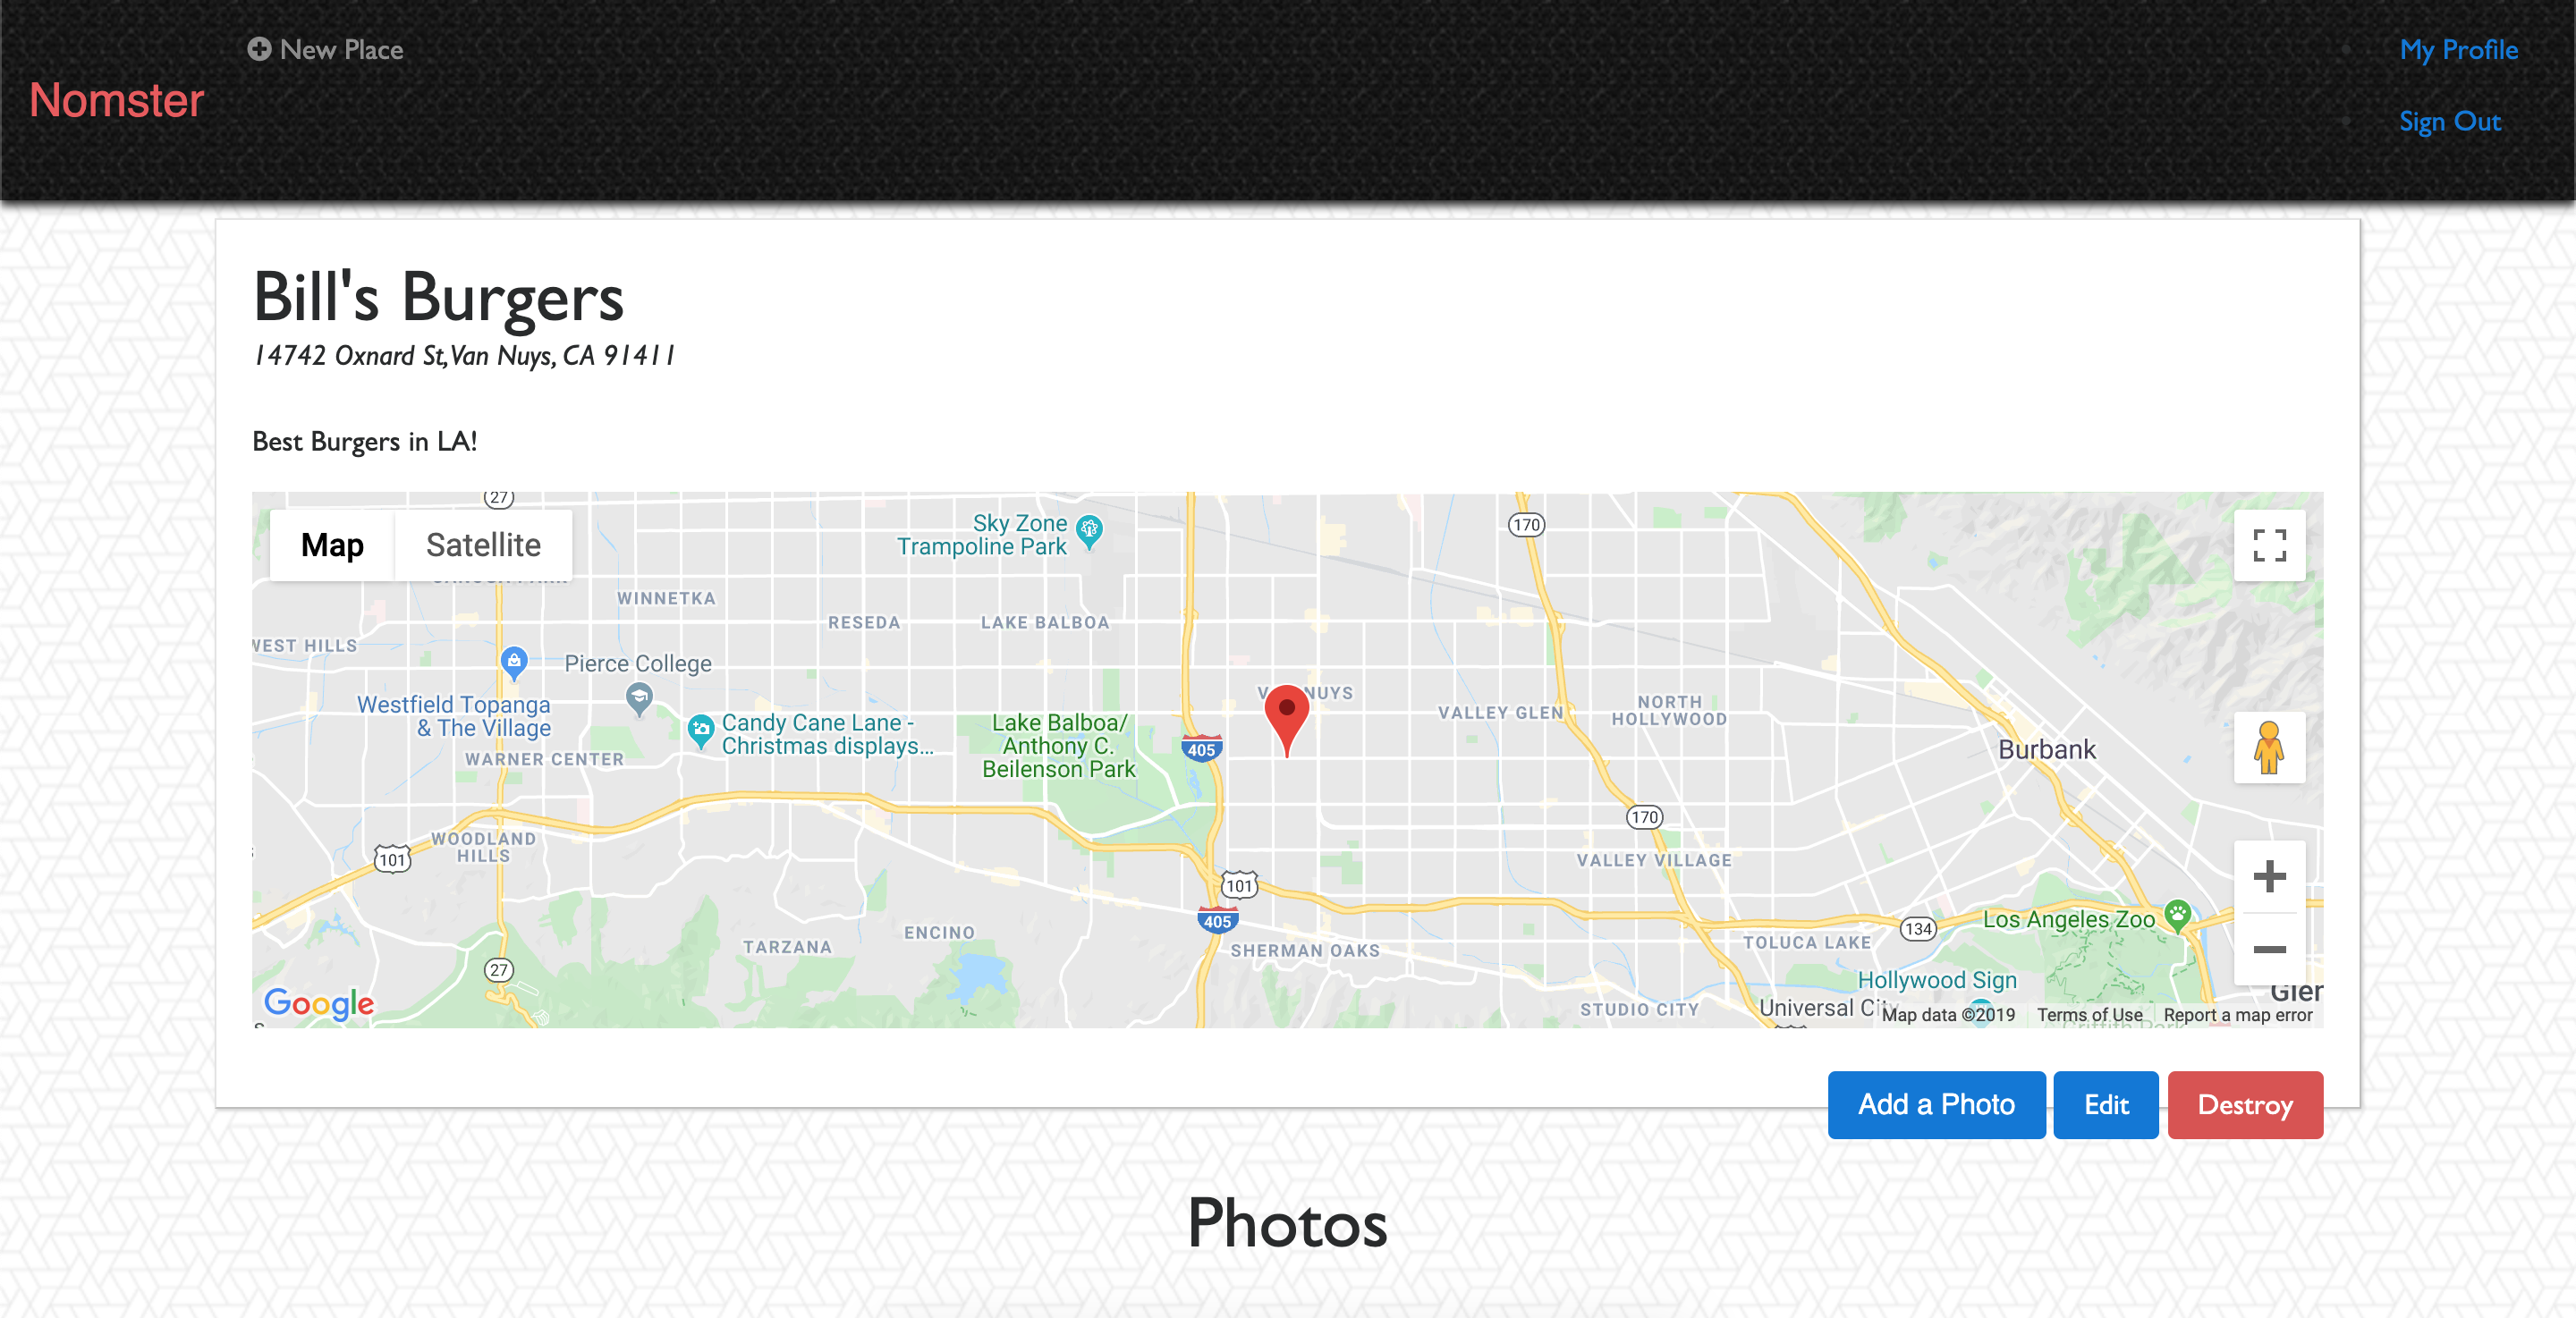 New Place
My Profile
Nomster
Sign Out
Bill's Burgers
14742 Oxnard St, Van Nuys, CA 91411
Best Burgers in LA!
27
Map
Satellite
Sky Zone
Trampoline Park
170
WINNETKA
RESEDA
LAKE BALBOA
WEST HILLS
Pierce College
NUYS
Westfield Topanga
& The Village
NORTH
HOLLYWOOD
VALLEY GLEN
Candy Cane Lane -
Christmas displays...
Lake Balboa/
Anthony C.
Beilenson Park
405
Burbank
WARNER CENTER
170
WOODLAND
HILLS
101
VALLEY VILLAGE
101
405
Los Angeles Zoo
134
TARZANA
ENCINO
SHERMAN OAKS
TOLUCA LAKE
27
Hollywood Sign
Google
STUDIO CITY
Universal City
Map data ©2019
Terms of Use
Report a map error
Add a Photo
Edit
Destroy
Photos